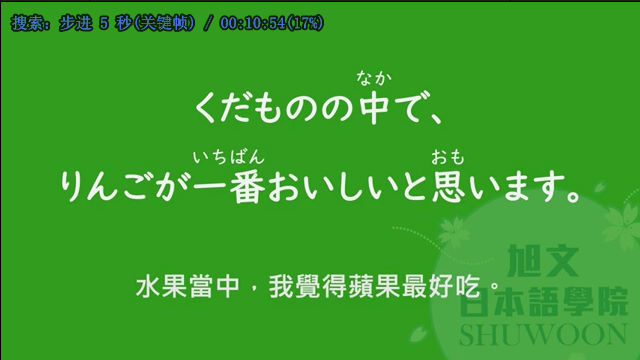 搜索: 步进 5 秒(关键帧) / 00:10:54(17%)
なか
くだものの中で、
いちばん おも
りんごが一番おいしいと思います。
水果當中，我覺得蘋果最好吃。
旭文
日本語學院
SHUWOON